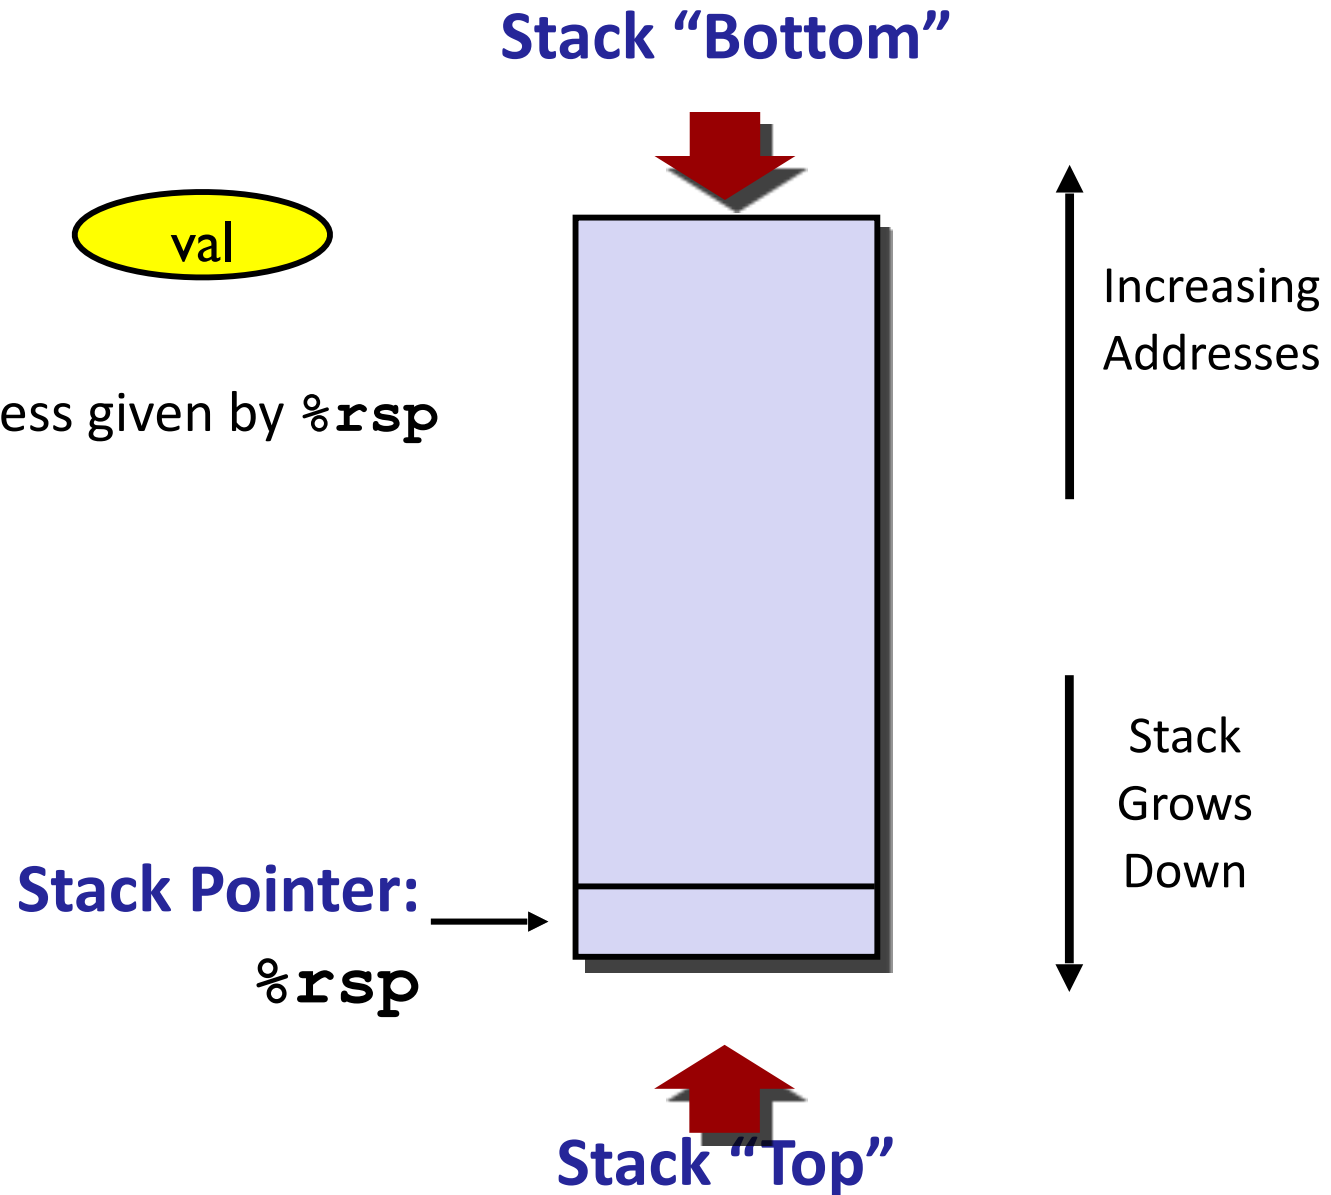 Stack “Bottom”
val
Increasing
Addresses
ess given by %rsp
Stack
Grows
Down
Stack Pointer:
%rsp
Stack “Top”